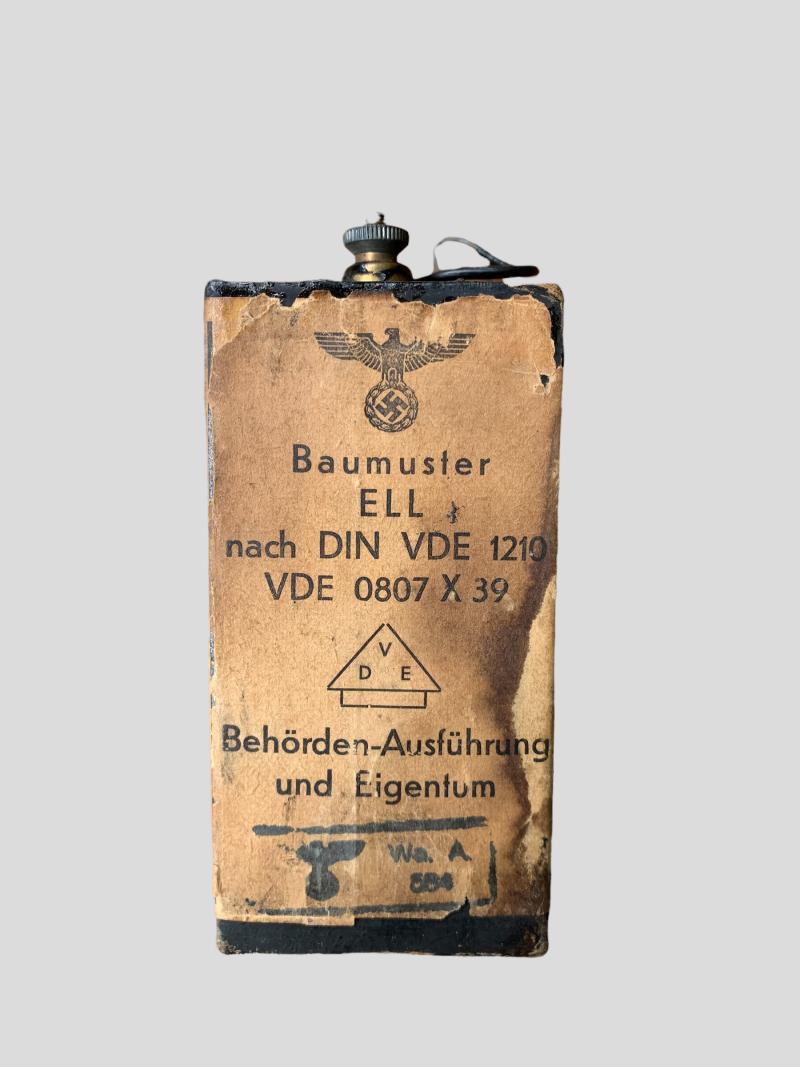 Baumuster
ELL
nach DIN VDE 1210
VDE 0807 X 39
V
D E
Behörden-Ausführung
und Eigentum
Wa. A.